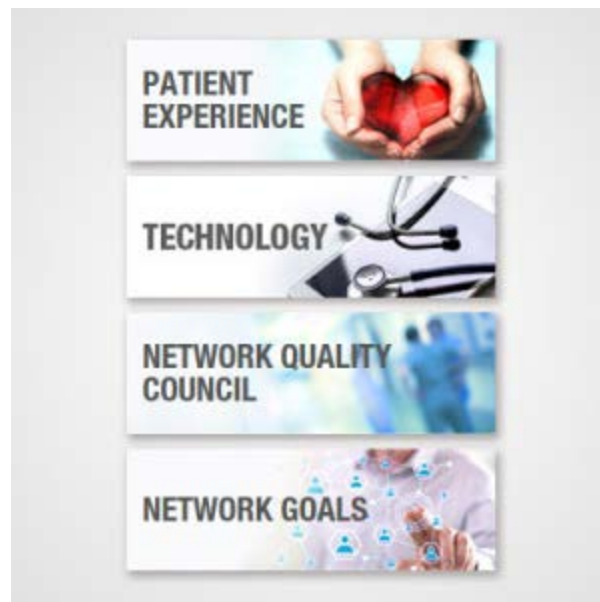 PATIENT
EXPERIENCE
TECHNOLOGY
NETWORK QUALITY
COUNCIL
NETWORK GOALS